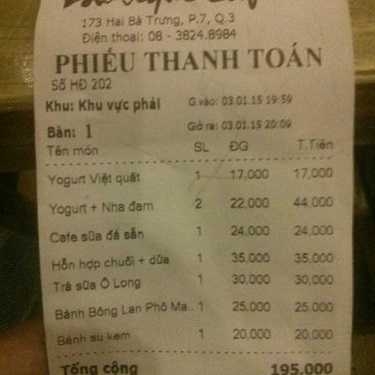 173 Hai Bà Trưng, P.7, Q.3
Điện thoại: 08 - 3824.8984
PHIẾU THANH TOÁN
Số HĐ 202
Khu: Khu vực phải G.vào: 03.01.15 19:59
Bàn: 1 Giờ ra: 03.01.15 20:09
Tên món SL ĐG T.Tiền
Yogurt Việt quất 1 17,000 17,000
Yogurt + Nha đam 2 22,000 44,000
Cafe sữa đá sẵn 1 24,000 24,000
Hỗn hợp chuối + dừa 1 35,000 35,000
Trà sữa Ô Long 1 30,000 30,000
Bánh Bông Lan Phô Ma.. 1 25,000 25,000
Bánh su kem 1 20,000 20,000
Tổng cộng 195,000